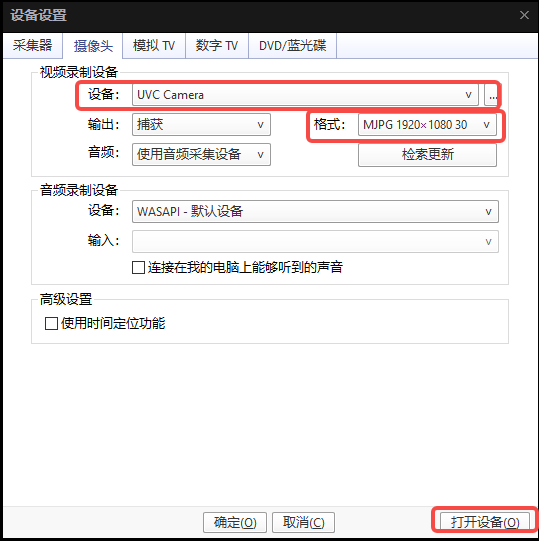 设备设置
采集器 摄像头 模拟 TV 数字 TV DVD/蓝光碟
视频录制设备
设备： UVC Camera ...
输出： 捕获 格式： MJPG 1920×1080 30
音频： 使用音频采集设备 检索更新
音频录制设备
设备： WASAPI - 默认设备
输入：
连接在我的电脑上能够听到的声音
高级设置
使用时间定位功能
确定(O) 取消(C) 打开设备(O)